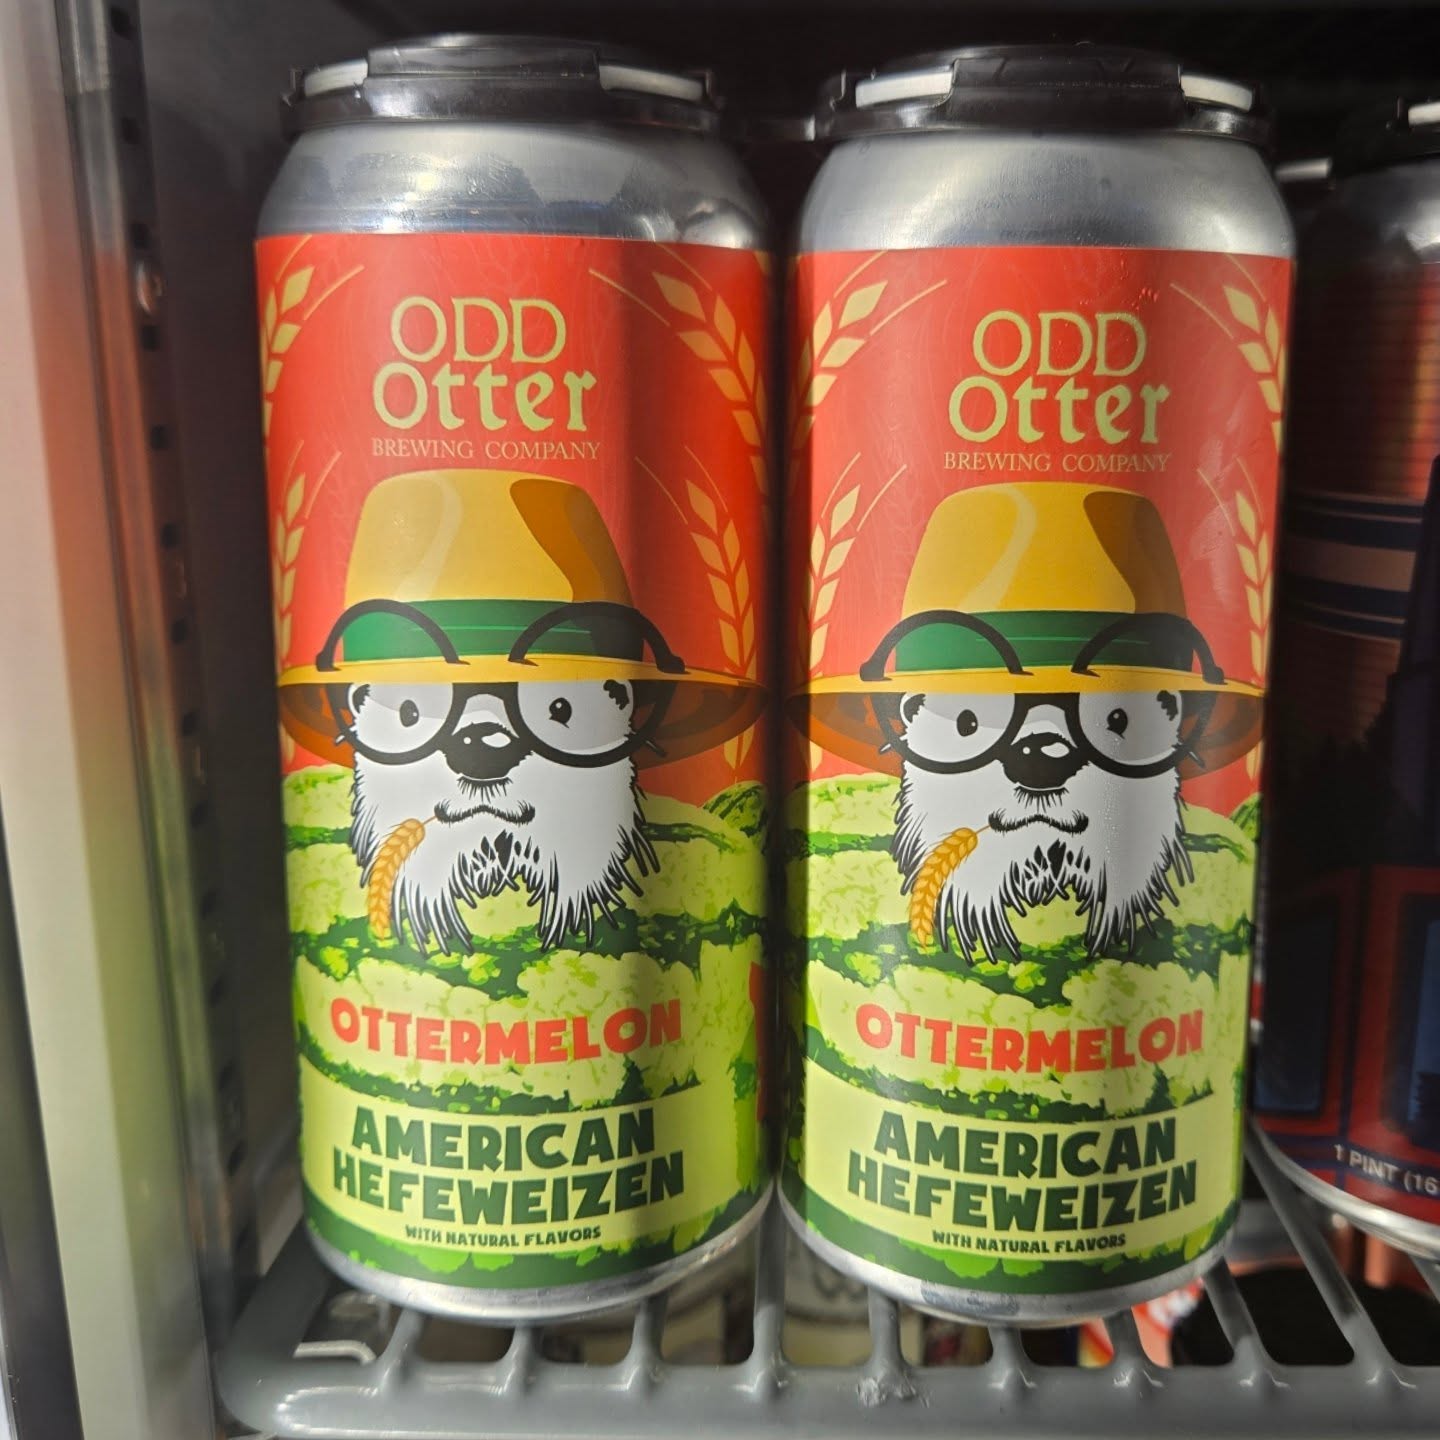 ODD
Otter
BREWING COMPANY
OTTERMELON
AMERICAN
HEFEWEIZEN
WITH NATURAL FLAVORS
ODD
Otter
BREWING COMPANY
OTTERMELON
AMERICAN
HEFEWEIZEN
WITH NATURAL FLAVORS
1 PINT (16